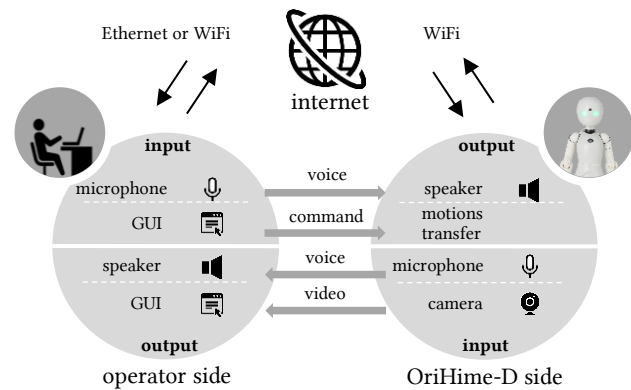 Ethernet or WiFi
WiFi
internet
input
microphone
GUI
speaker
GUI
output
operator side
voice
command
voice
video
output
speaker
motions
transfer
microphone
camera
input
OriHime-D side